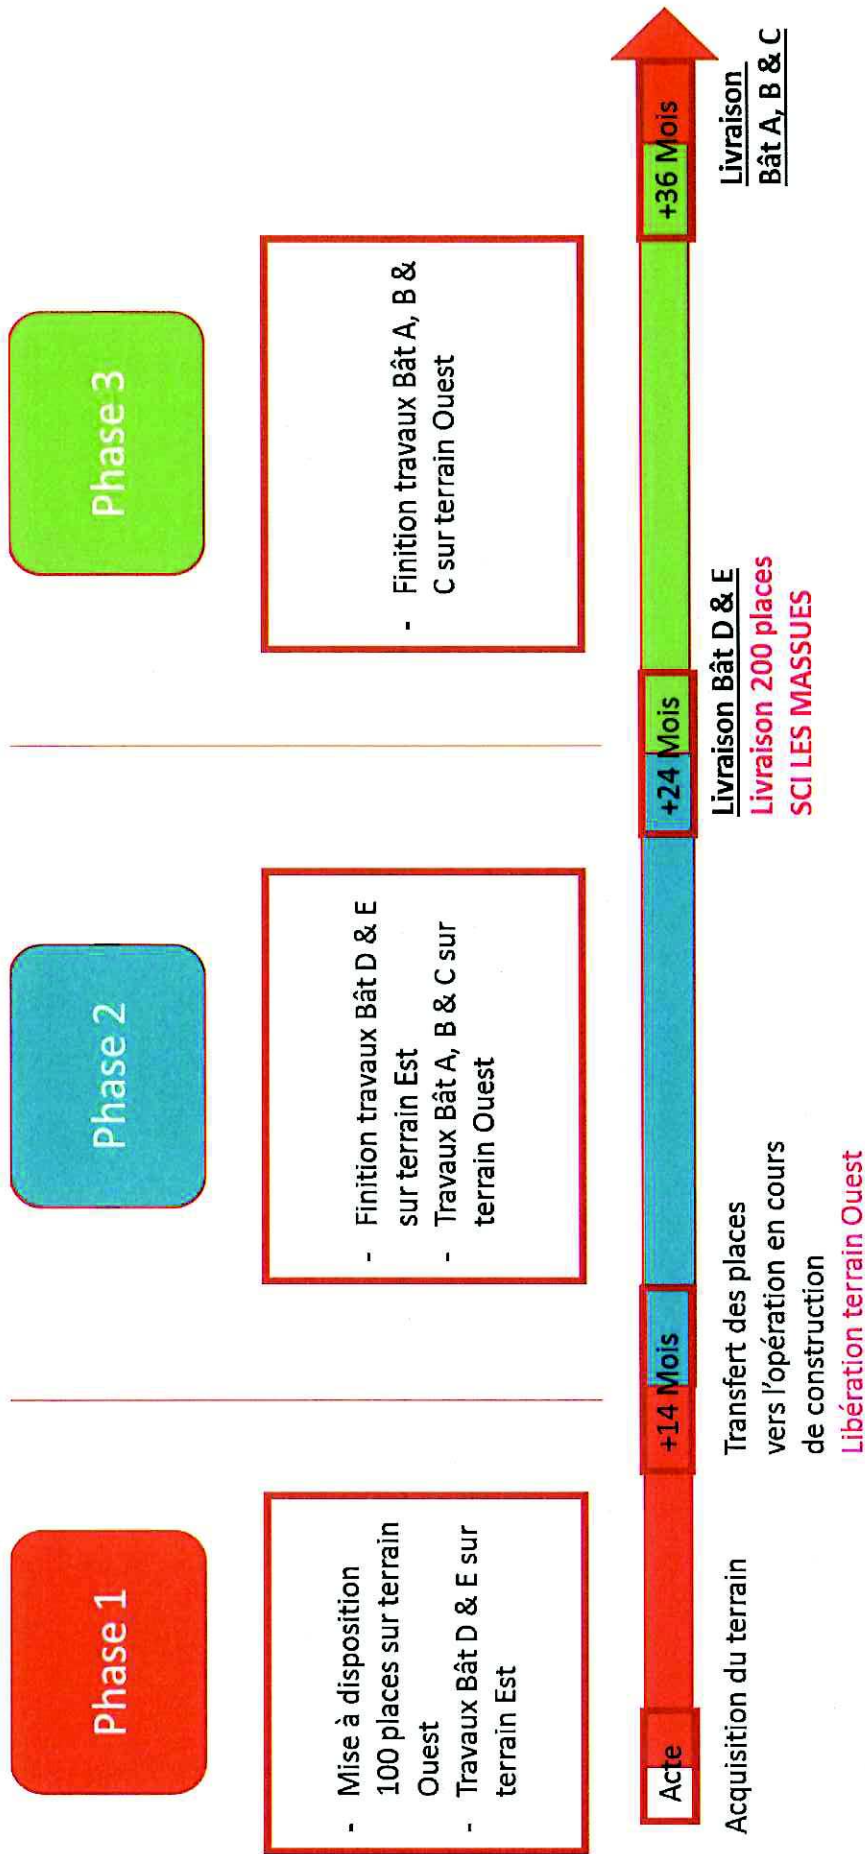 Phase 1
Phase 2
Phase 3
- Mise à disposition
100 places sur terrain
Ouest
- Travaux Bât D & E sur
terrain Est
- Finition travaux Bât D & E
sur terrain Est
- Travaux Bât A, B & C sur
terrain Ouest
- Finition travaux Bât A, B &
C sur terrain Ouest
Acte
+14 Mois
+24 Mois
+36 Mois
Acquisition du terrain
Transfert des places
vers l'opération en cours
de construction
Libération terrain Ouest
Livraison Bât D & E
Livraison 200 places
SCI LES MASSUES
Livraison
Bât A, B & C